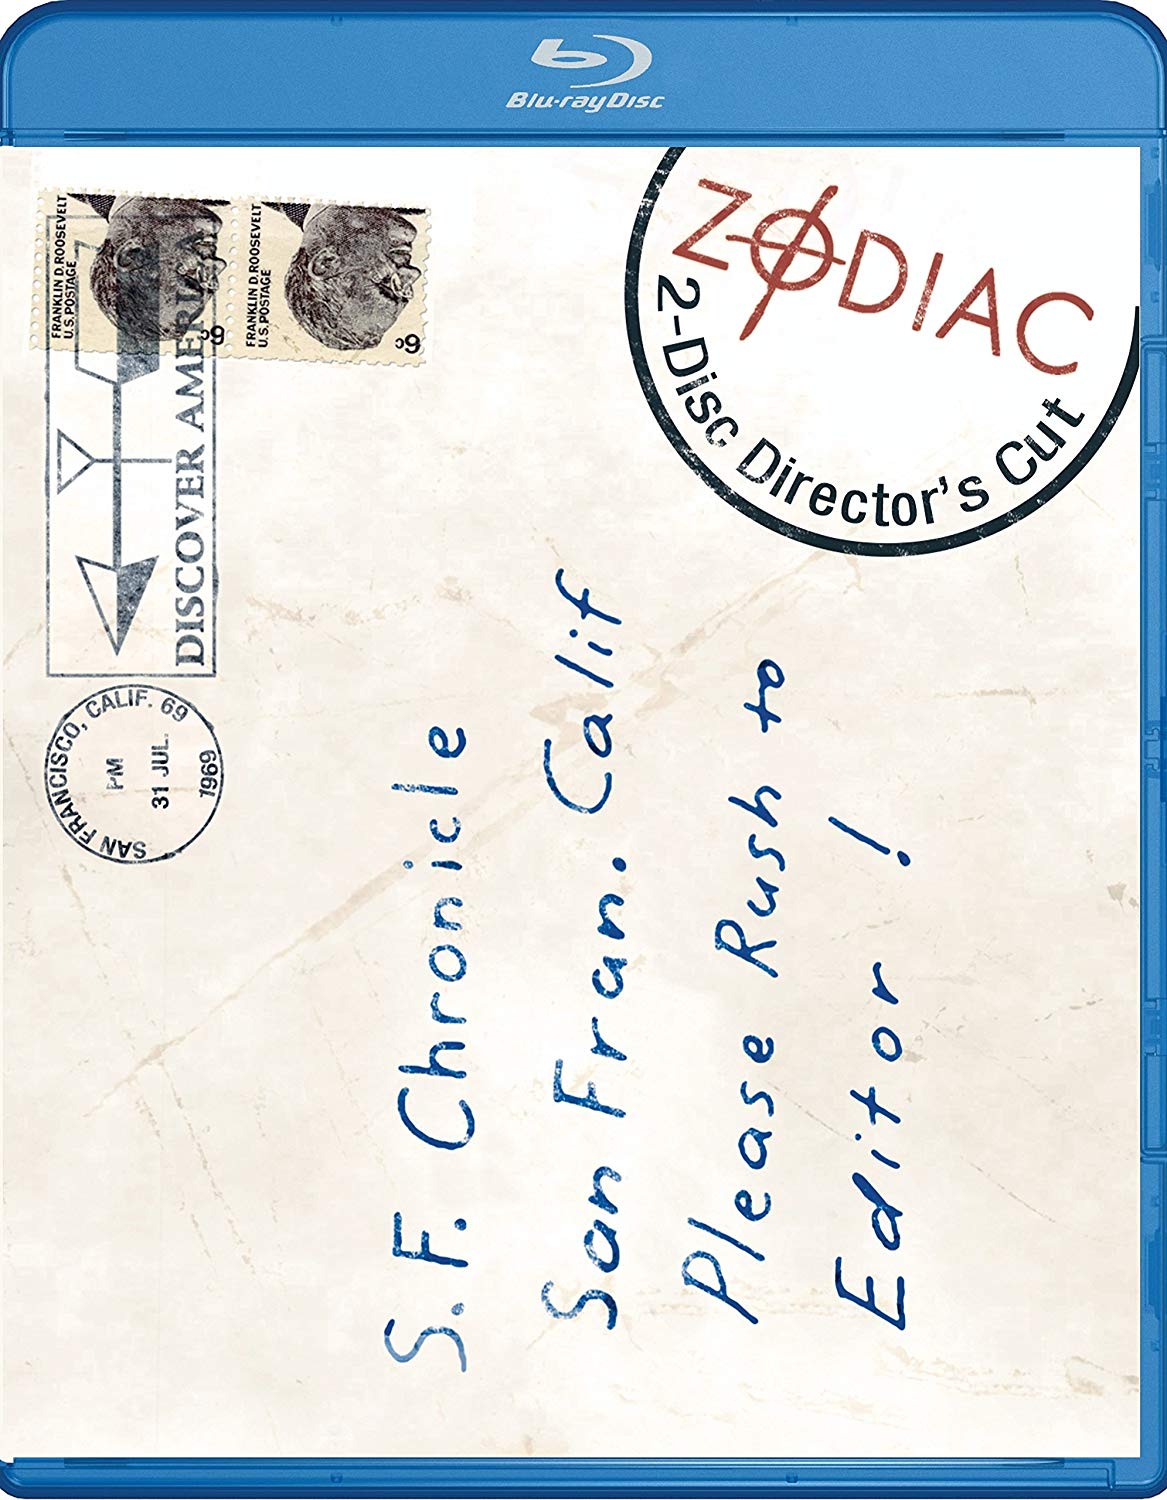 Blu-ray Disc
ZODIAC
2-Disc Director's Cut
FRANKLIN D. ROOSEVELT
U.S. POSTAGE
6c
FRANKLIN D. ROOSEVELT
U.S. POSTAGE
6c
DISCOVER AMERICA
SAN FRANCISCO, CALIF. 69
PM
31 JUL.
1969
S.F. Chronicle
San Fran. Calif
Please Rush to
Editor!